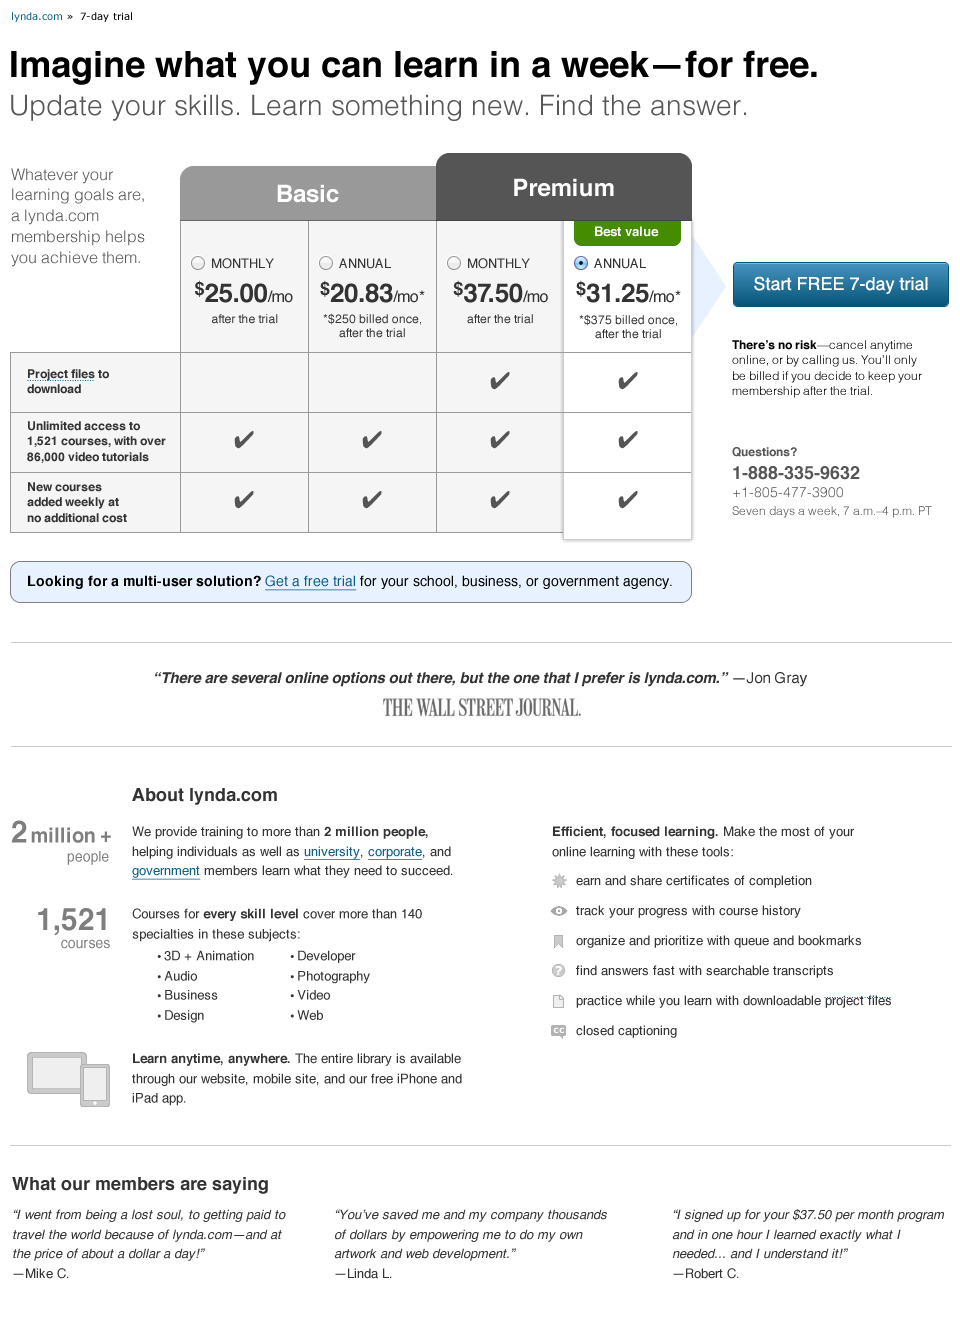 lynda.com » 7-day trial
Imagine what you can learn in a week—for free.
Update your skills. Learn something new. Find the answer.
Whatever your
learning goals are,
a lynda.com
membership helps
you achieve them.
Basic
Premium
Best value
MONTHLY
$25.00/mo
after the trial
ANNUAL
$20.83/mo*
*$250 billed once,
after the trial
MONTHLY
$37.50/mo
after the trial
ANNUAL
$31.25/mo*
*$375 billed once,
after the trial
Project files to
download
✔ ✔
Unlimited access to
1,521 courses, with over
86,000 video tutorials
✔ ✔ ✔ ✔
New courses
added weekly at
no additional cost
✔ ✔ ✔ ✔
Start FREE 7-day trial
There's no risk—cancel anytime
online, or by calling us. You'll only
be billed if you decide to keep your
membership after the trial.
Questions?
1-888-335-9632
+1-805-477-3900
Seven days a week, 7 a.m.–4 p.m. PT
Looking for a multi-user solution? Get a free trial for your school, business, or government agency.
“There are several online options out there, but the one that I prefer is lynda.com.” —Jon Gray
THE WALL STREET JOURNAL.
About lynda.com
2 million +
people
We provide training to more than 2 million people,
helping individuals as well as university, corporate, and
government members learn what they need to succeed.
1,521
courses
Courses for every skill level cover more than 140
specialties in these subjects:
• 3D + Animation
• Audio
• Business
• Design
• Developer
• Photography
• Video
• Web
Learn anytime, anywhere. The entire library is available
through our website, mobile site, and our free iPhone and
iPad app.
Efficient, focused learning. Make the most of your
online learning with these tools:
earn and share certificates of completion
track your progress with course history
organize and prioritize with queue and bookmarks
? find answers fast with searchable transcripts
practice while you learn with downloadable project files
CC closed captioning
What our members are saying
“I went from being a lost soul, to getting paid to
travel the world because of lynda.com—and at
the price of about a dollar a day!”
—Mike C.
“You've saved me and my company thousands
of dollars by empowering me to do my own
artwork and web development.”
—Linda L.
“I signed up for your $37.50 per month program
and in one hour I learned exactly what I
needed... and I understand it!”
—Robert C.